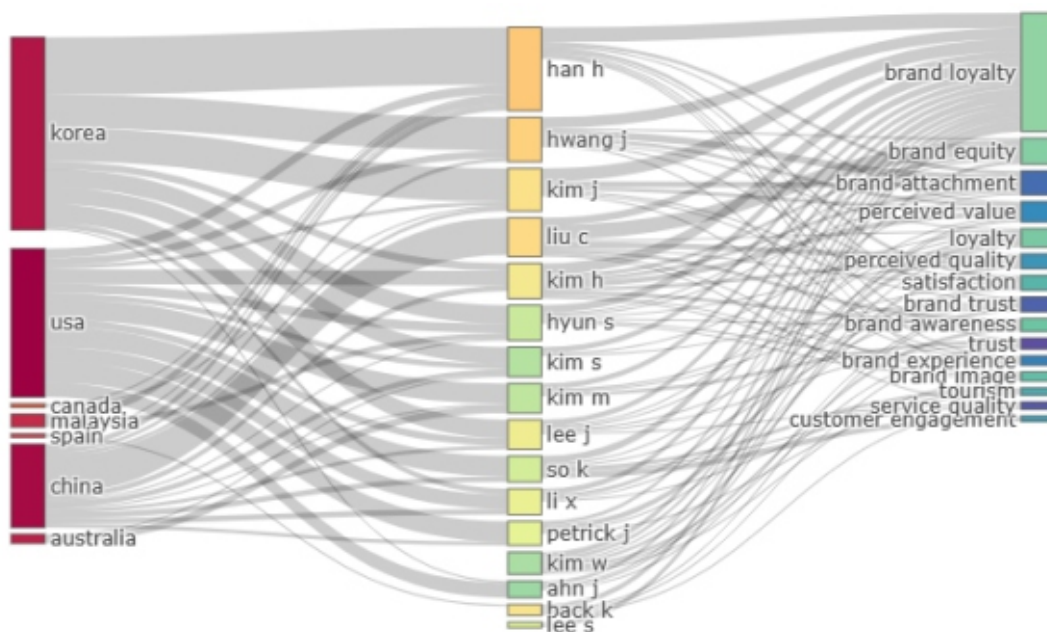 korea
usa
canada
malaysia
spain
china
australia
han h
hwang j
kim j
liu c
kim h
hyun s
kim s
kim m
lee j
so k
li x
petrick j
kim w
ahn j
back k
lee s
brand loyalty
brand equity
brand attachment
perceived value
loyalty
perceived quality
satisfaction
brand trust
brand awareness
trust
brand experience
brand image
tourism
service quality
customer engagement